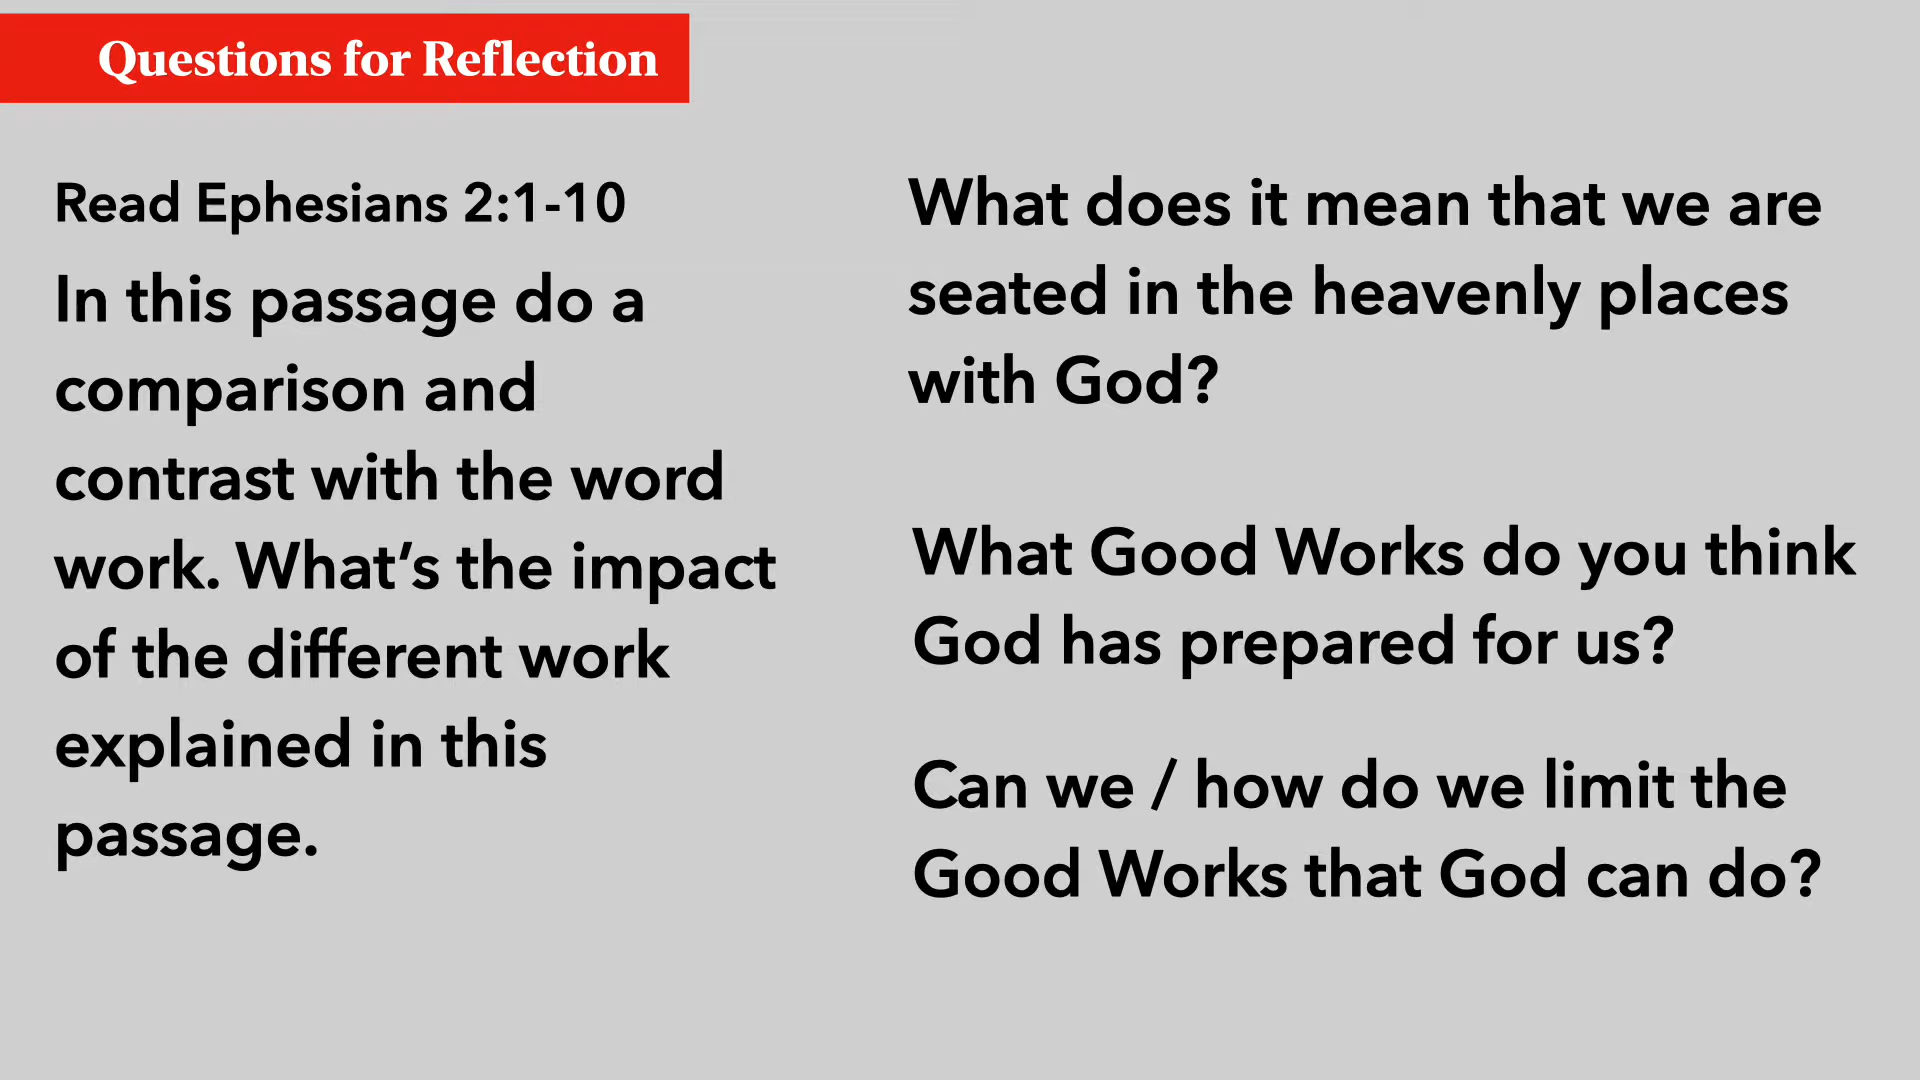 Questions for Reflection
Read Ephesians 2:1-10
In this passage do a
comparison and
contrast with the word
work. What’s the impact
of the different work
explained in this
passage.
What does it mean that we are
seated in the heavenly places
with God?
What Good Works do you think
God has prepared for us?
Can we / how do we limit the
Good Works that God can do?